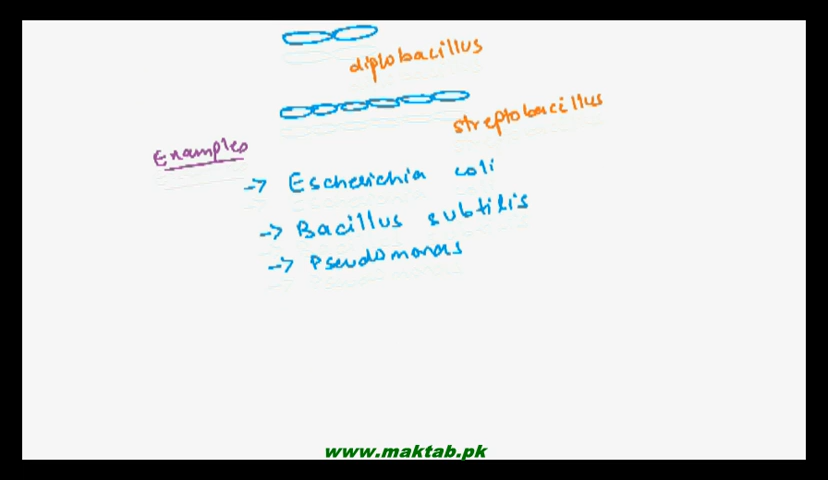 diplobacillus
streptobacillus
Examples
-> Escherichia coli
-> Bacillus subtilis
-> Pseudomonas
www.maktab.pk